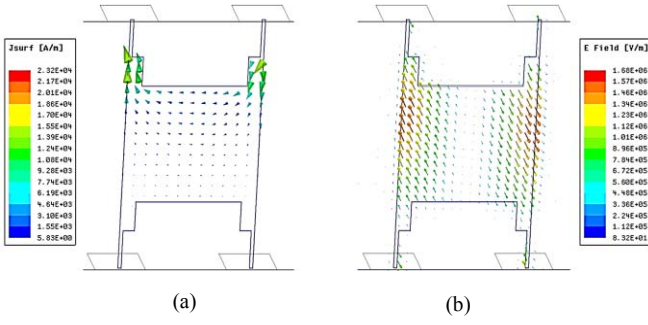 Jsurf [A/m]
2.32E+04
2.17E+04
2.01E+04
1.86E+04
1.70E+04
1.55E+04
1.39E+04
1.24E+04
1.08E+04
9.28E+03
7.74E+03
6.19E+03
4.64E+03
3.10E+03
1.55E+03
5.83E+00
E Field [V/m]
1.68E+06
1.57E+06
1.46E+06
1.34E+06
1.23E+06
1.12E+06
1.01E+06
8.96E+05
7.84E+05
6.72E+05
5.60E+05
4.48E+05
3.36E+05
2.24E+05
1.12E+05
8.32E+01
(a)
(b)